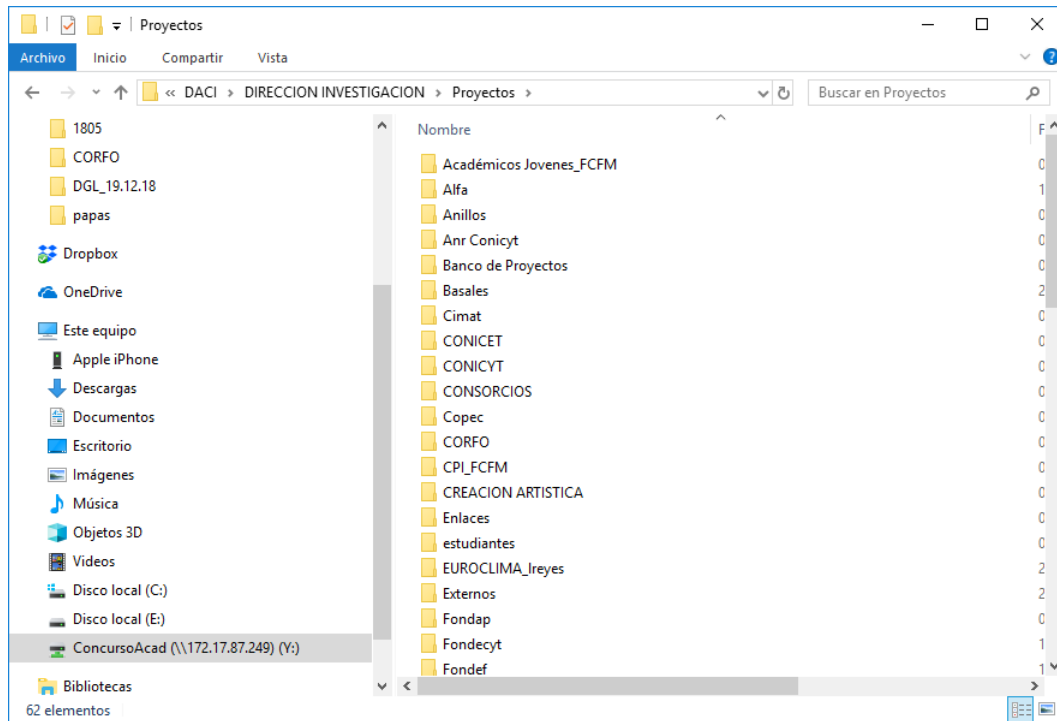 Proyectos
Archivo Inicio Compartir Vista
« DACI > DIRECCION INVESTIGACION > Proyectos >
Buscar en Proyectos
1805
CORFO
DGL_19.12.18
papas
Dropbox
OneDrive
Este equipo
Apple iPhone
Descargas
Documentos
Escritorio
Imágenes
Música
Objetos 3D
Videos
Disco local (C:)
Disco local (E:)
ConcursoAcad (\\172.17.87.249) (Y:)
Bibliotecas
Nombre
Académicos Jovenes_FCFM
Alfa
Anillos
Anr Conicyt
Banco de Proyectos
Basales
Cimat
CONICET
CONICYT
CONSORCIOS
Copec
CORFO
CPI_FCFM
CREACION ARTISTICA
Enlaces
estudiantes
EUROCLIMA_Ireyes
Externos
Fondap
Fondecyt
Fondef
62 elementos